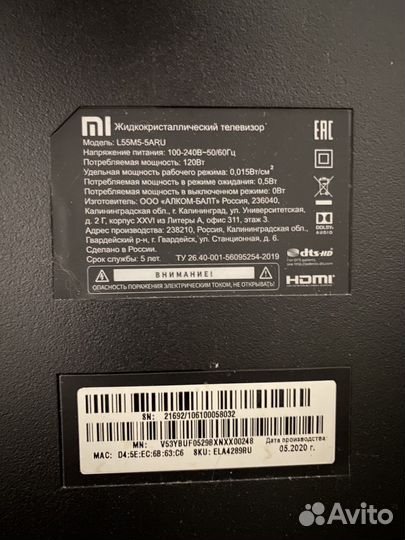 mi Жидкокристаллический телевизор
Модель: L55M5-5ARU
Напряжение питания: 100-240В~50/60Гц
Потребляемая мощность: 120Вт
Удельная мощность рабочего режима: 0,015Вт/см²
Потребляемая мощность в режиме ожидания: 0,5Вт
Потребляемая мощность в выключенном режиме: 0Вт
Изготовитель: ООО «АЛКОМ-БАЛТ» Россия, 236040,
Калининградская обл., г. Калининград, ул. Университетская,
д. 2 Г, корпус XXVI из Литеры А, офис 311, этаж 3.
Адрес производства: 238210, Россия, Калининградская обл.,
Гвардейский р-н, г. Гвардейск, ул. Станционная, д. 6.
Сделано в России.
Срок службы: 5 лет. ТУ 26.40-001-56095254-2019
ВНИМАНИЕ!
ОПАСНОСТЬ ПОРАЖЕНИЯ ЭЛЕКТРИЧЕСКИМ ТОКОМ, НЕ ОТКРЫВАТЬ!
EAC
DOLBY
AUDIO
dts-HD
HDMI
SN: 21692/106100058032
MN: V53YBUF0529BXNXX00248
MAC: D4:5E:EC:6B:63:C6 SKU: ELA4289RU
Дата производства:
05.2020 г.
Avito